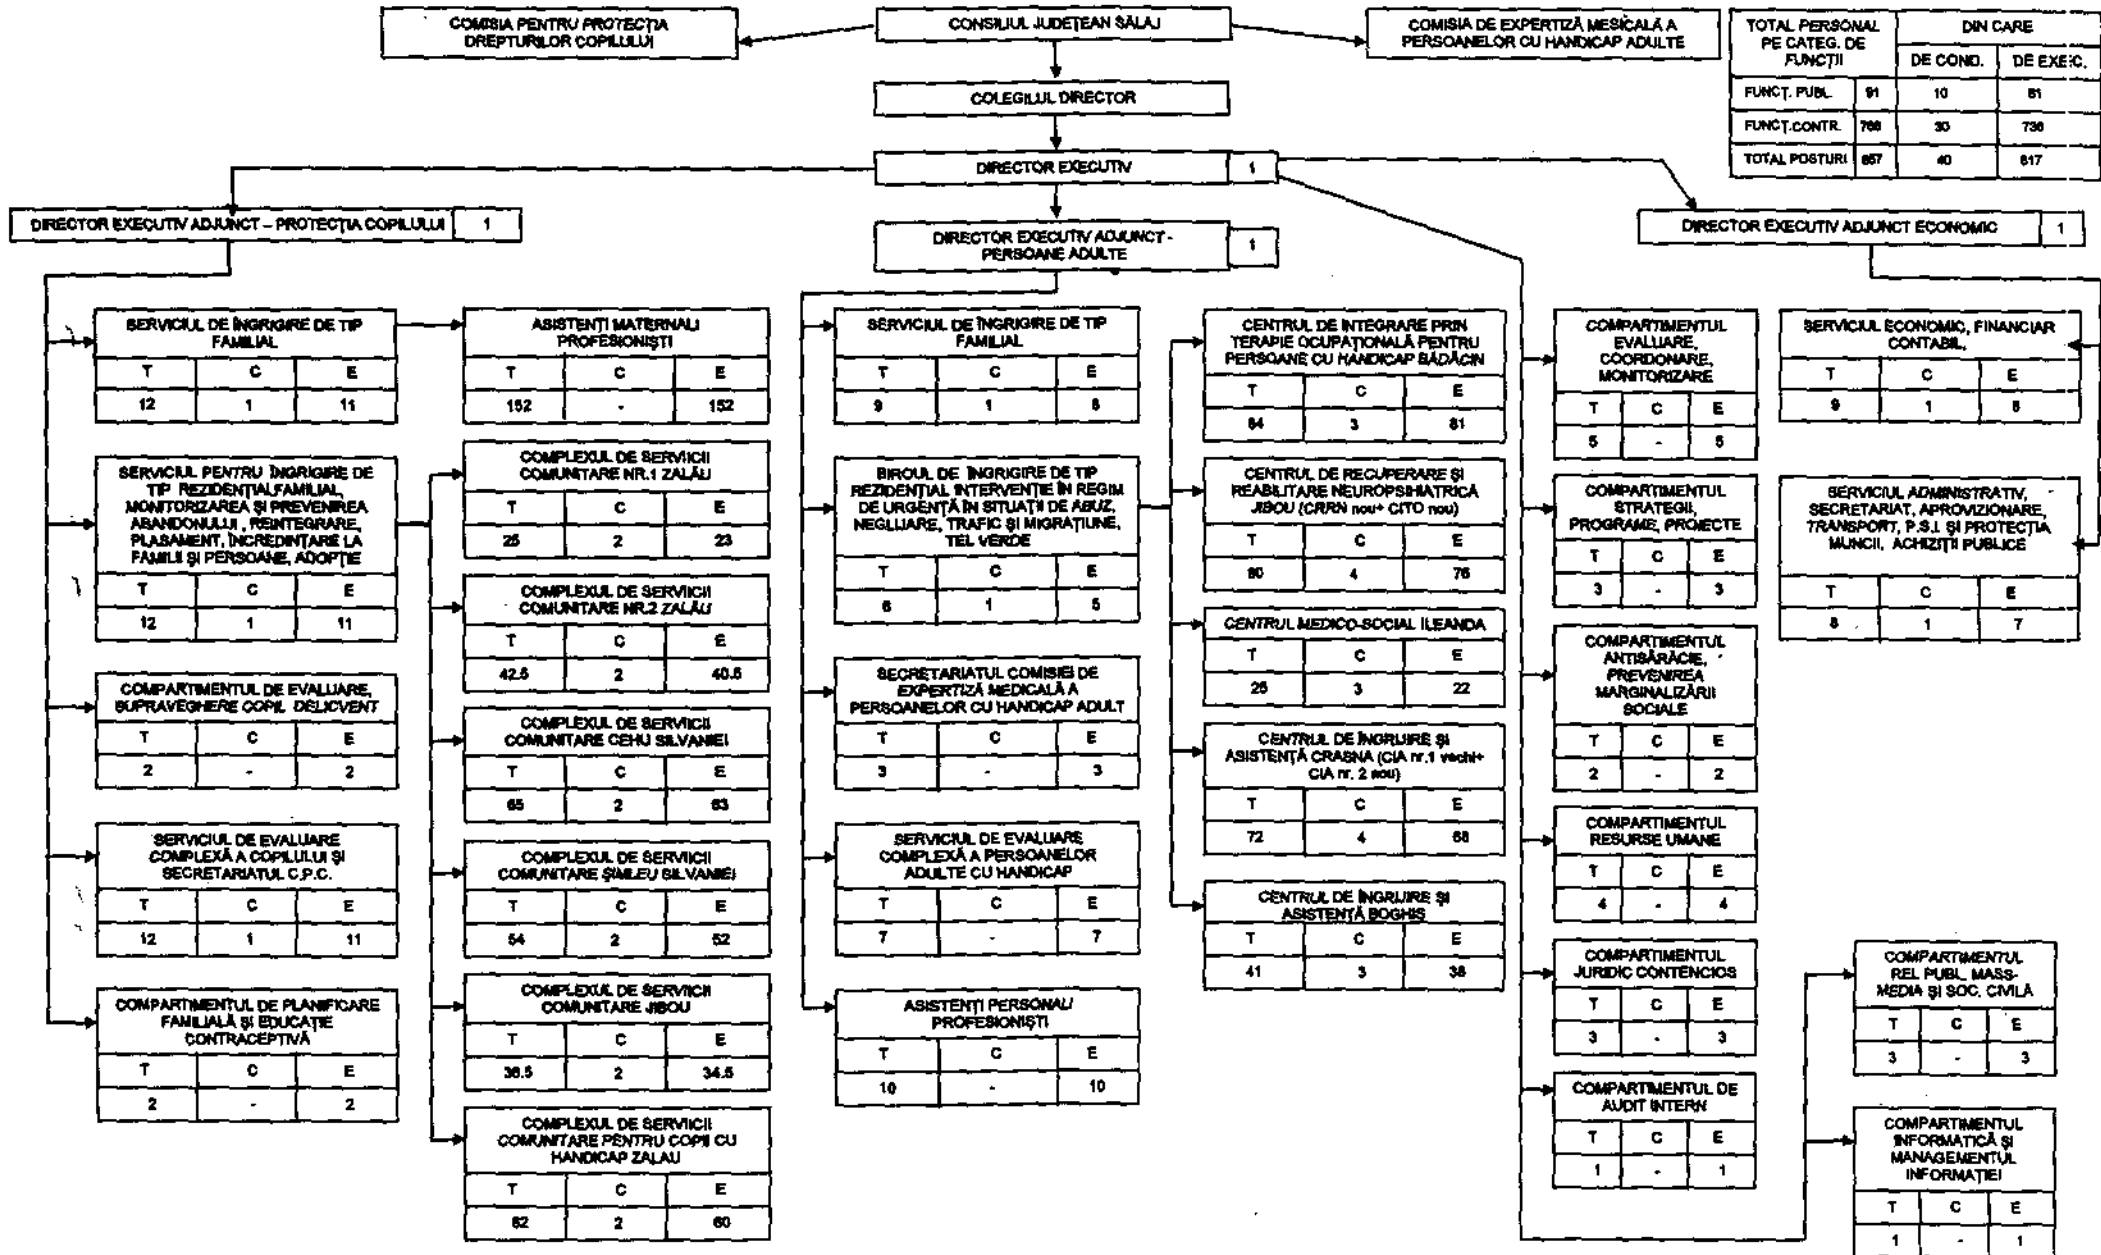 COMISIA PENTRU PROTECȚIA
DREPTURILOR COPILULUI
CONSILIUL JUDEȚEAN SĂLAJ
COMISIA DE EXPERTIZĂ MESICALĂ A
PERSOANELOR CU HANDICAP ADULTE
TOTAL PERSONAL
PE CATEG. DE
FUNCȚII
DIN CARE
DE COND. DE EXEC.
FUNCȚ. PUBL. 91 10 81
FUNCȚ.CONTR. 30 736
TOTAL POSTURI 857 40 817
COLEGILUL DIRECTOR
DIRECTOR EXECUTIV 1
DIRECTOR EXECUTIV ADJUNCT – PROTECȚIA COPILULUI 1
DIRECTOR EXECUTIV ADJUNCT -
PERSOANE ADULTE
1
DIRECTOR EXECUTIV ADJUNCT ECONOMIC 1
SERVICIUL DE ÎNGRIGIRE DE TIP
FAMILIAL
T C E
12 1 11
SERVICIUL PENTRU ÎNGRIGIRE DE
TIP REZIDENȚIAL FAMILIAL,
MONITORIZAREA ȘI PREVENIREA
ABANDONULUI , REINTEGRARE,
PLASAMENT, ÎNCREDINȚARE LA
FAMILII ȘI PERSOANE, ADOPȚIE
T C E
12 1 11
COMPARTIMENTUL DE EVALUARE,
SUPRAVEGHERE COPIL DELICVENT
T C E
2 - 2
SERVICIUL DE EVALUARE
COMPLEXĂ A COPILULUI ȘI
SECRETARIATUL C.P.C.
T C E
12 1 11
COMPARTIMENTUL DE PLANIFICARE
FAMILIALĂ ȘI EDUCAȚIE
CONTRACEPTIVĂ
T C E
2 - 2
ASISTENȚI MATERNALI
PROFESIONIȘTI
T C E
152 - 152
COMPLEXUL DE SERVICII
COMUNITARE NR.1 ZALĂU
T C E
25 2 23
COMPLEXUL DE SERVICII
COMUNITARE NR.2 ZALĂU
T C E
42.5 2 40.5
COMPLEXUL DE SERVIICII
COMUNITARE CEHU SILVANIEI
T C E
65 2 63
COMPLEXUL DE SERVIICII
COMUNITARE ȘIMLEU SILVANIEI
T C E
54 2 52
COMPLEXUL DE SERVIICII
COMUNITARE JIBOU
T C E
36.5 2 34.5
COMPLEXUL DE SERVICII
COMUNITARE PENTRU COPII CU
HANDICAP ZALAU
T C E
62 2 60
SERVICIUL DE ÎNGRIGIRE DE TIP
FAMILIAL
T C E
9 1 8
BIROUL DE ÎNGRIGIRE DE TIP
REZIDENȚIAL INTERVENȚIE ÎN REGIM
DE URGENȚĂ ÎN SITUAȚII DE ABUZ,
NEGLIJARE, TRAFIC ȘI MIGRAȚIUNE,
TEL VERDE
T C E
6 1 5
SECRETARIATUL COMISIEI DE
EXPERTIZĂ MEDICALĂ A
PERSOANELOR CU HANDICAP ADULT
T C E
3 - 3
SERVICIUL DE EVALUARE
COMPLEXĂ A PERSOANELOR
ADULTE CU HANDICAP
T C E
7 - 7
ASISTENȚI PERSONALI
PROFESIONIȘTI
T C E
10 - 10
CENTRUL DE INTEGRARE PRIN
TERAPIE OCUPAȚIONALĂ PENTRU
PERSOANE CU HANDICAP BĂDĂCIN
T C E
84 3 81
CENTRUL DE RECUPERARE ȘI
REABILITARE NEUROPSIHIATRICĂ
JIBOU (CRRN nou+ CITO nou)
T C E
80 4 76
CENTRUL MEDICO-SOCIAL ILEANDA
T C E
25 3 22
CENTRUL DE ÎNGRIJIRE ȘI
ASISTENȚĂ CRASNA (CIA nr.1 vechi+
CIA nr. 2 nou)
T C E
72 4 68
CENTRUL DE ÎNGRIJIRE ȘI
ASISTENȚĂ BOGHIȘ
T C E
41 3 38
COMPARTIMENTUL
EVALUARE,
COORDONARE,
MONITORIZARE
T C E
5 - 5
COMPARTIMENTUL
STRATEGII,
PROGRAME, PROIECTE
T C E
3 - 3
COMPARTIMENTUL
ANTISĂRĂCIE,
PREVENIREA
MARGINALIZĂRII
SOCIALE
T C E
2 - 2
COMPARTIMENTUL
RESURSE UMANE
T C E
4 - 4
COMPARTIMENTUL
JURIDIC CONTENCIOS
T C E
3 - 3
COMPARTIMENTUL DE
AUDIT INTERN
T C E
1 - 1
SERVICIUL ECONOMIC, FINANCIAR
CONTABIL,
T C E
9 1 8
SERVICIUL ADMINISTRATIV,
SECRETARIAT, APROVIZIONARE,
TRANSPORT, P.S.I. ȘI PROTECȚIA
MUNCII, ACHIZIȚII PUBLICE
T C E
8 1 7
COMPARTIMENTUL
REL PUBL. MASS-
MEDIA ȘI SOC. CIVILĂ
T C E
3 - 3
COMPARTIMENTUL
INFORMATICĂ ȘI
MANAGEMENTUL
INFORMAȚIEI
T C E
1 - 1